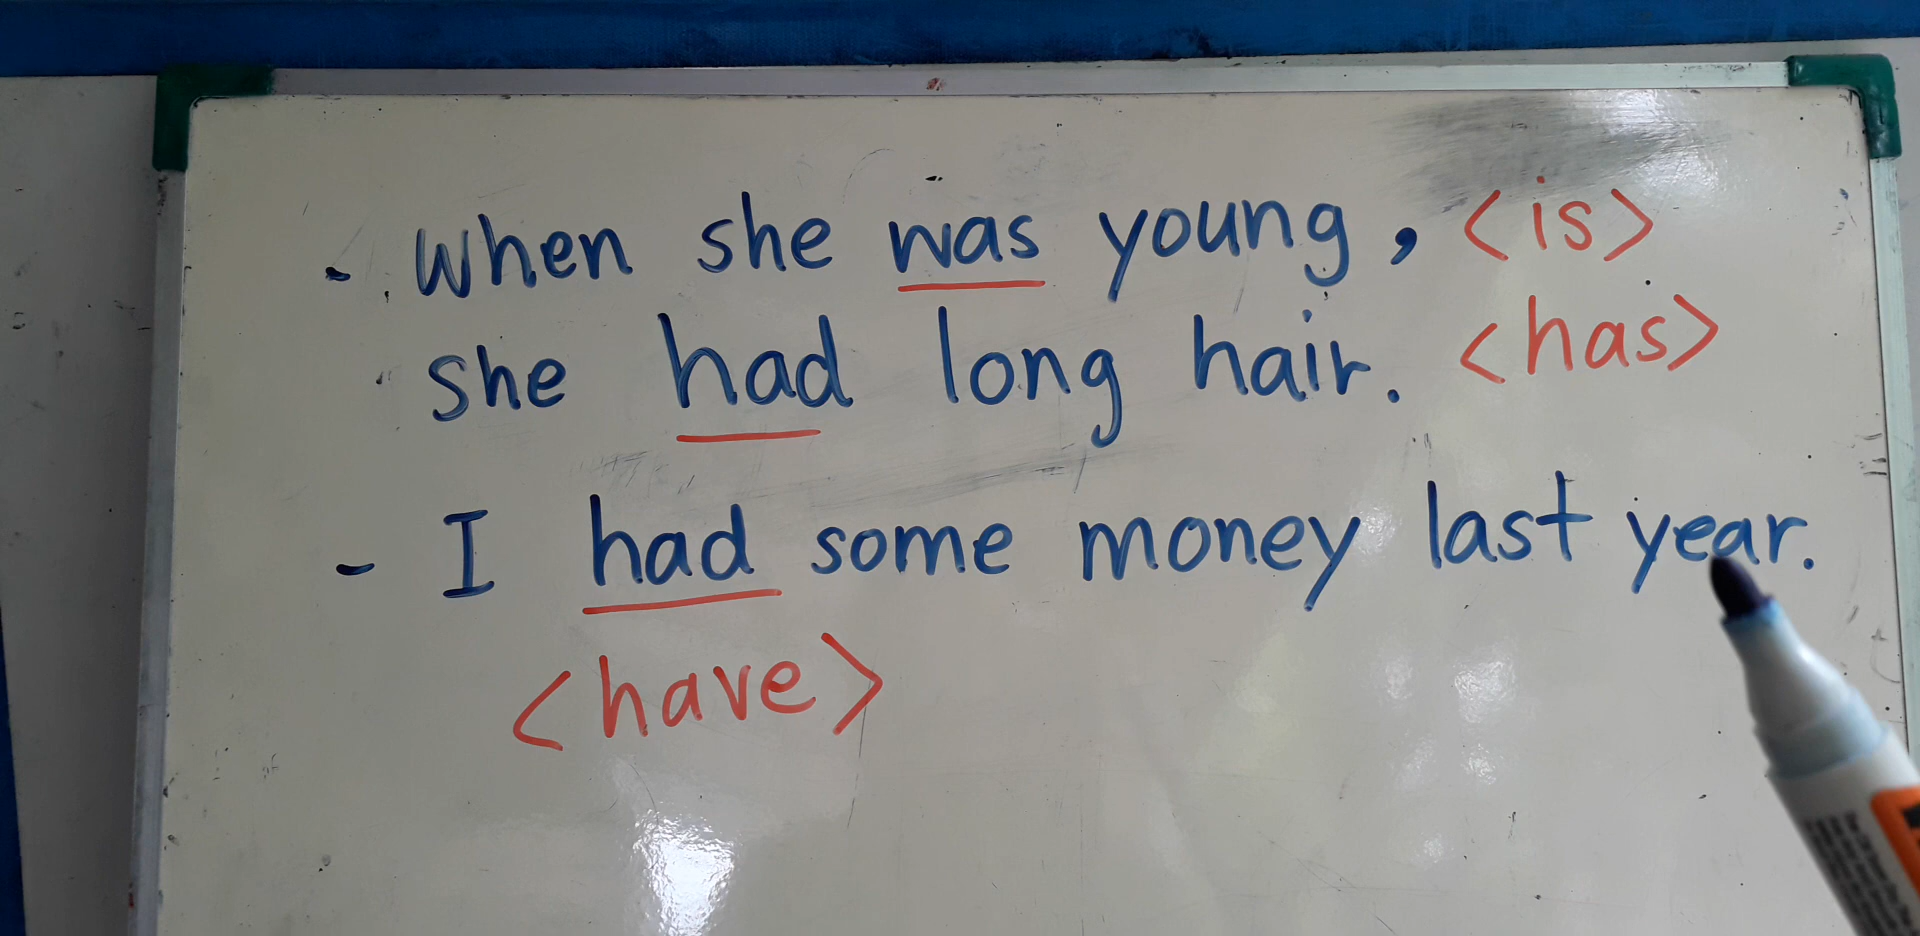 - When she was young, <is>
she had long hair. <has>
- I had some money last year.
<have>